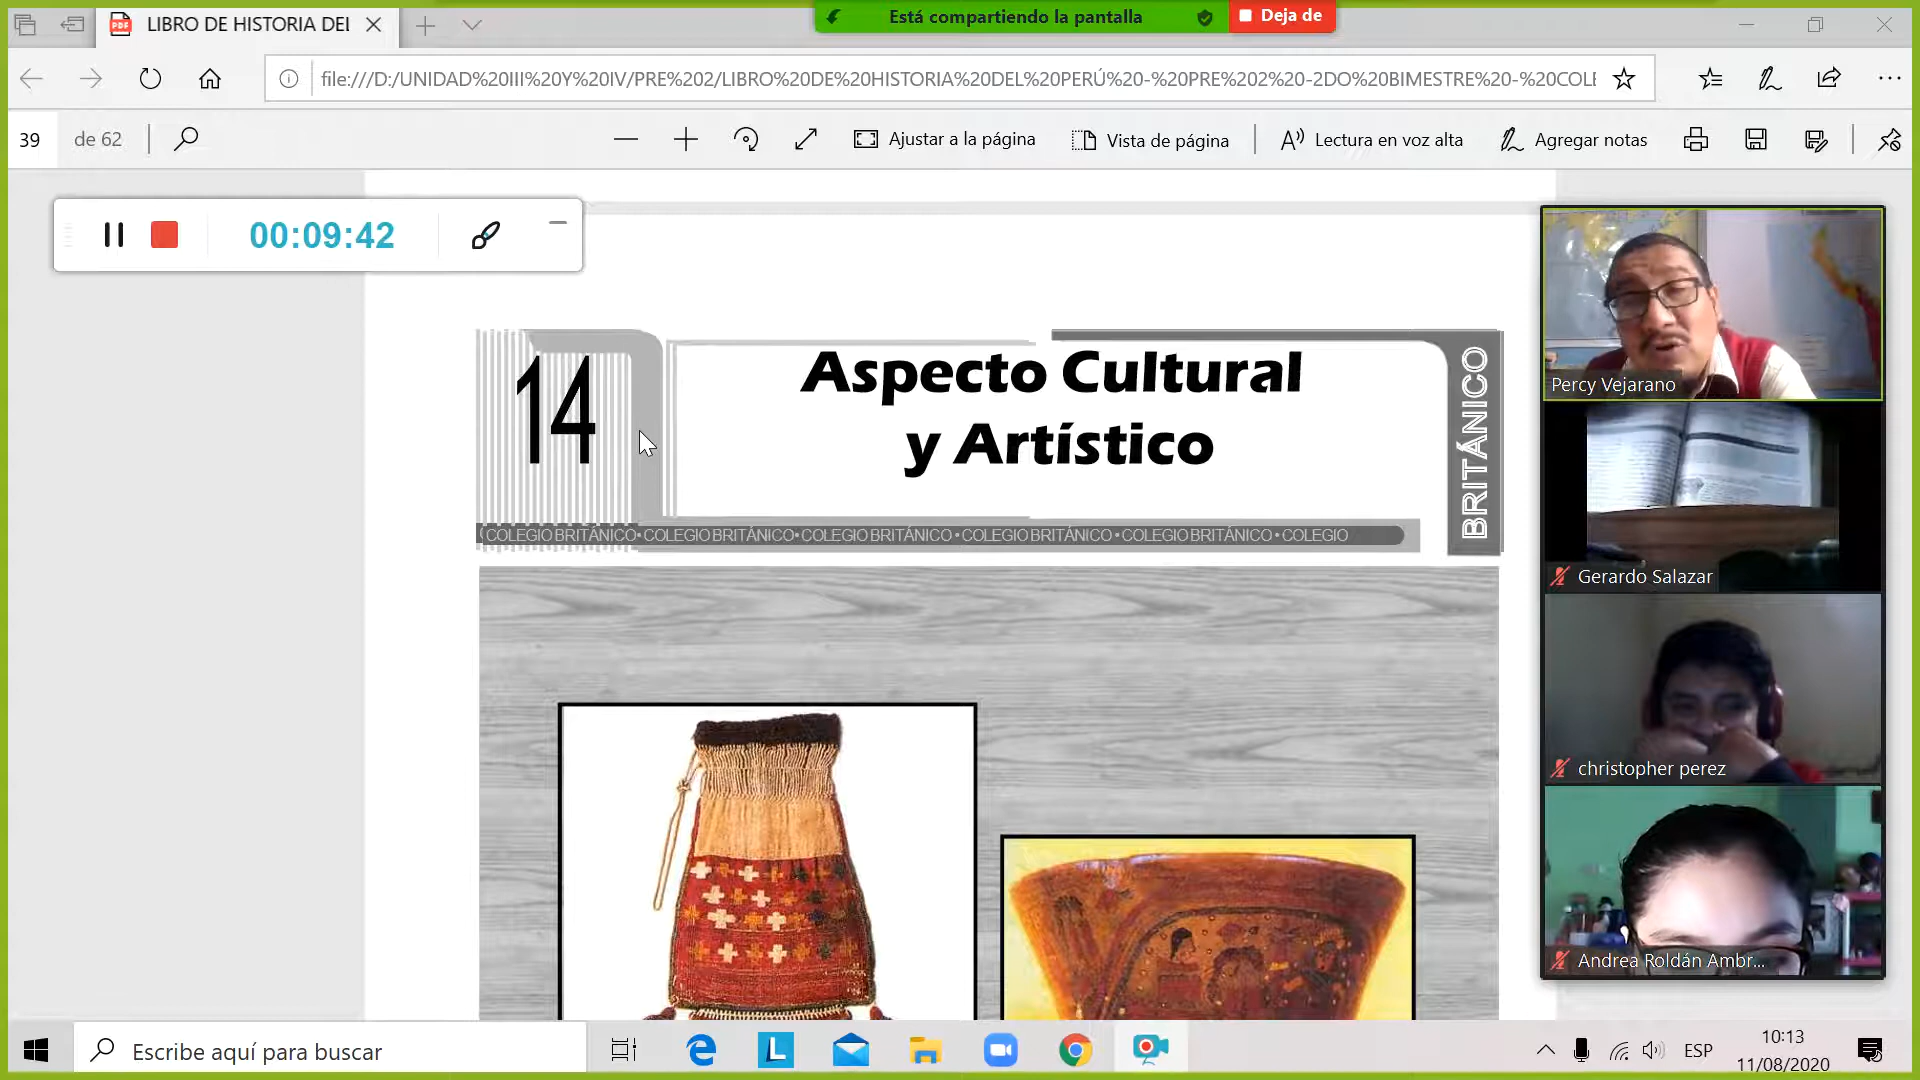 LIBRO DE HISTORIA DEL
Está compartiendo la pantalla
Deja de
file:///D:/UNIDAD%20III%20Y%20IV/PRE%202/LIBRO%20DE%20HISTORIA%20DEL%20PERÚ%20-%20PRE%202%20-2DO%20BIMESTRE%20-%20COLE
39 de 62
Ajustar a la página
Vista de página
Lectura en voz alta
Agregar notas
00:09:42
14
Aspecto Cultural
y Artístico
BRITÁNICO
COLEGIO BRITÁNICO • COLEGIO BRITÁNICO • COLEGIO BRITÁNICO • COLEGIO BRITÁNICO • COLEGIO BRITÁNICO • COLEGIO
Percy Vejarano
Gerardo Salazar
christopher perez
Andrea Roldán Ambr...
Escribe aquí para buscar
ESP
10:13
11/08/2020